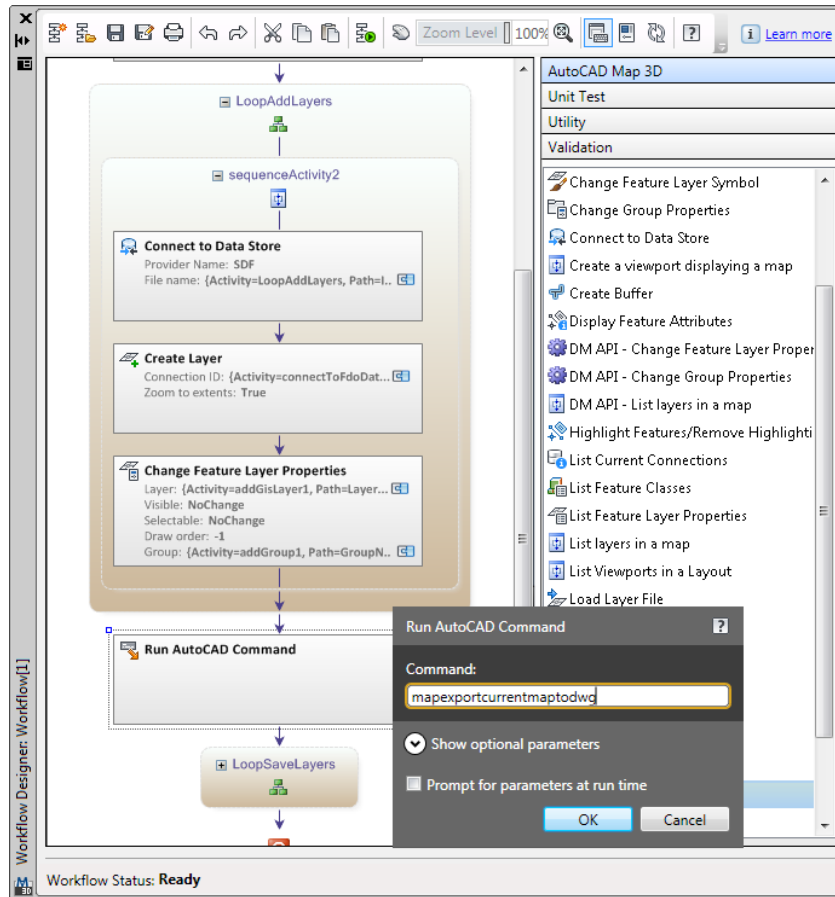 Zoom Level
100%
Learn more
LoopAddLayers
sequenceActivity2
Connect to Data Store
Provider Name: SDF
File name: {Activity=LoopAddLayers, Path=I..
Create Layer
Connection ID: {Activity=connectToFdoDat...
Zoom to extents: True
Change Feature Layer Properties
Layer: {Activity=addGisLayer1, Path=Layer...
Visible: NoChange
Selectable: NoChange
Draw order: -1
Group: {Activity=addGroup1, Path=GroupN..
Run AutoCAD Command
LoopSaveLayers
AutoCAD Map 3D
Unit Test
Utility
Validation
Change Feature Layer Symbol
Change Group Properties
Connect to Data Store
Create a viewport displaying a map
Create Buffer
Display Feature Attributes
DM API - Change Feature Layer Proper
DM API - Change Group Properties
DM API - List layers in a map
Highlight Features/Remove Highlighti
List Current Connections
List Feature Classes
List Feature Layer Properties
List layers in a map
List Viewports in a Layout
Load Layer File
Run AutoCAD Command
Command:
mapexportcurrentmaptodwg
Show optional parameters
Prompt for parameters at run time
OK
Cancel
Workflow Designer: Workflow[1]
Workflow Status: Ready